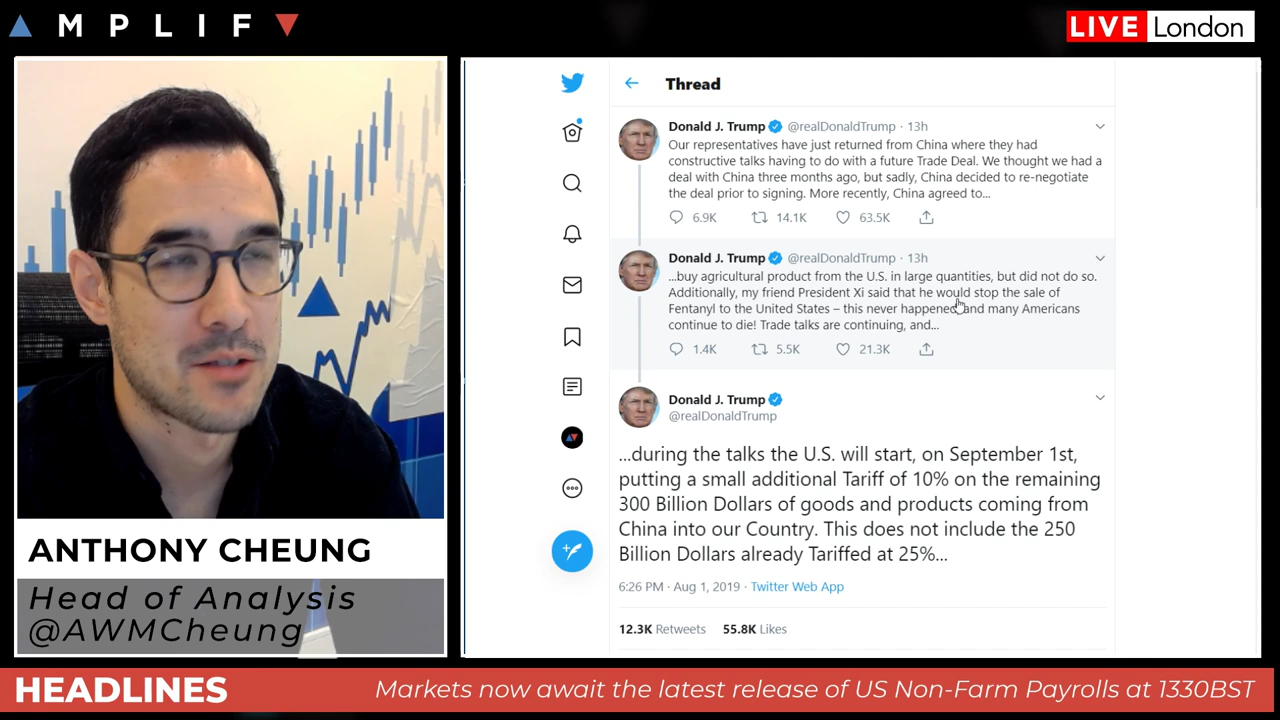 AMPLIFY
LIVE London
Thread
Donald J. Trump @realDonaldTrump · 13h
Our representatives have just returned from China where they had
constructive talks having to do with a future Trade Deal. We thought we had a
deal with China three months ago, but sadly, China decided to re-negotiate
the deal prior to signing. More recently, China agreed to...
6.9K 14.1K 63.5K
Donald J. Trump @realDonaldTrump · 13h
...buy agricultural product from the U.S. in large quantities, but did not do so.
Additionally, my friend President Xi said that he would stop the sale of
Fentanyl to the United States – this never happened, and many Americans
continue to die! Trade talks are continuing, and...
1.4K 5.5K 21.3K
Donald J. Trump
@realDonaldTrump
...during the talks the U.S. will start, on September 1st,
putting a small additional Tariff of 10% on the remaining
300 Billion Dollars of goods and products coming from
China into our Country. This does not include the 250
Billion Dollars already Tariffed at 25%...
6:26 PM · Aug 1, 2019 · Twitter Web App
12.3K Retweets 55.8K Likes
ANTHONY CHEUNG
Head of Analysis
@AWMCheung
HEADLINES Markets now await the latest release of US Non-Farm Payrolls at 1330BST